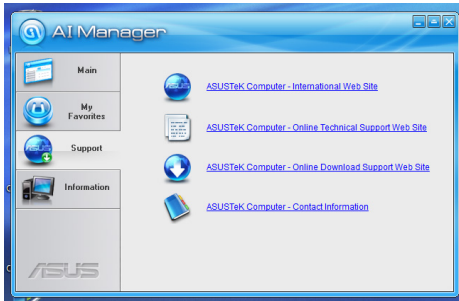 AI Manager
Main
My
Favorites
Support
Information
ASUSTeK Computer - International Web Site
ASUSTeK Computer - Online Technical Support Web Site
ASUSTeK Computer - Online Download Support Web Site
ASUSTeK Computer - Contact Information
ASUS